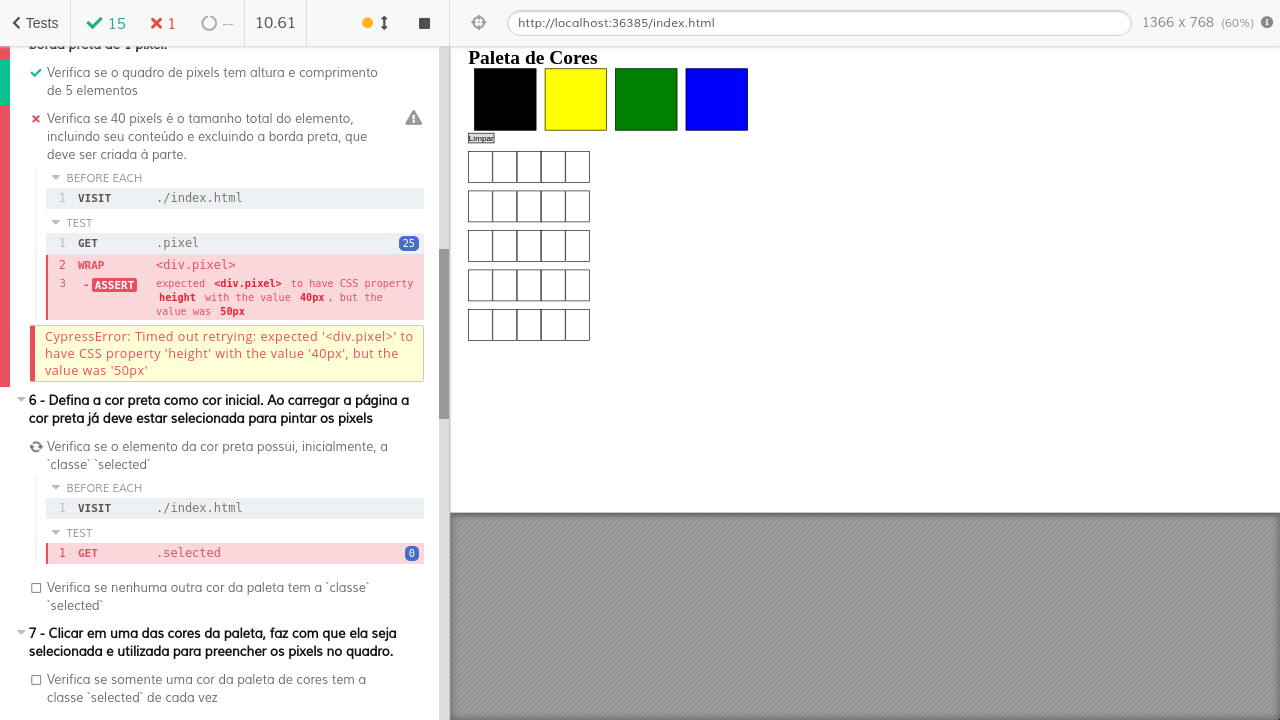 Tests 15 1 -- 10.61
borda preta de 1 pixel.
Verifica se o quadro de pixels tem altura e comprimento
de 5 elementos
Verifica se 40 pixels é o tamanho total do elemento,
incluindo seu conteúdo e excluindo a borda preta, que
deve ser criada à parte.
BEFORE EACH
1 VISIT ./index.html
TEST
1 GET .pixel 25
2 WRAP <div.pixel>
3 - ASSERT expected <div.pixel> to have CSS property
height with the value 40px, but the
value was 50px
CypressError: Timed out retrying: expected '<div.pixel>' to
have CSS property 'height' with the value '40px', but the
value was '50px'
6 - Defina a cor preta como cor inicial. Ao carregar a página a
cor preta já deve estar selecionada para pintar os pixels
Verifica se o elemento da cor preta possui, inicialmente, a
`classe` `selected`
BEFORE EACH
1 VISIT ./index.html
TEST
1 GET .selected 0
Verifica se nenhuma outra cor da paleta tem a `classe`
`selected`
7 - Clicar em uma das cores da paleta, faz com que ela seja
selecionada e utilizada para preencher os pixels no quadro.
Verifica se somente uma cor da paleta de cores tem a
classe `selected` de cada vez
http://localhost:36385/index.html 1366 x 768 (60%)
Paleta de Cores
Limpar